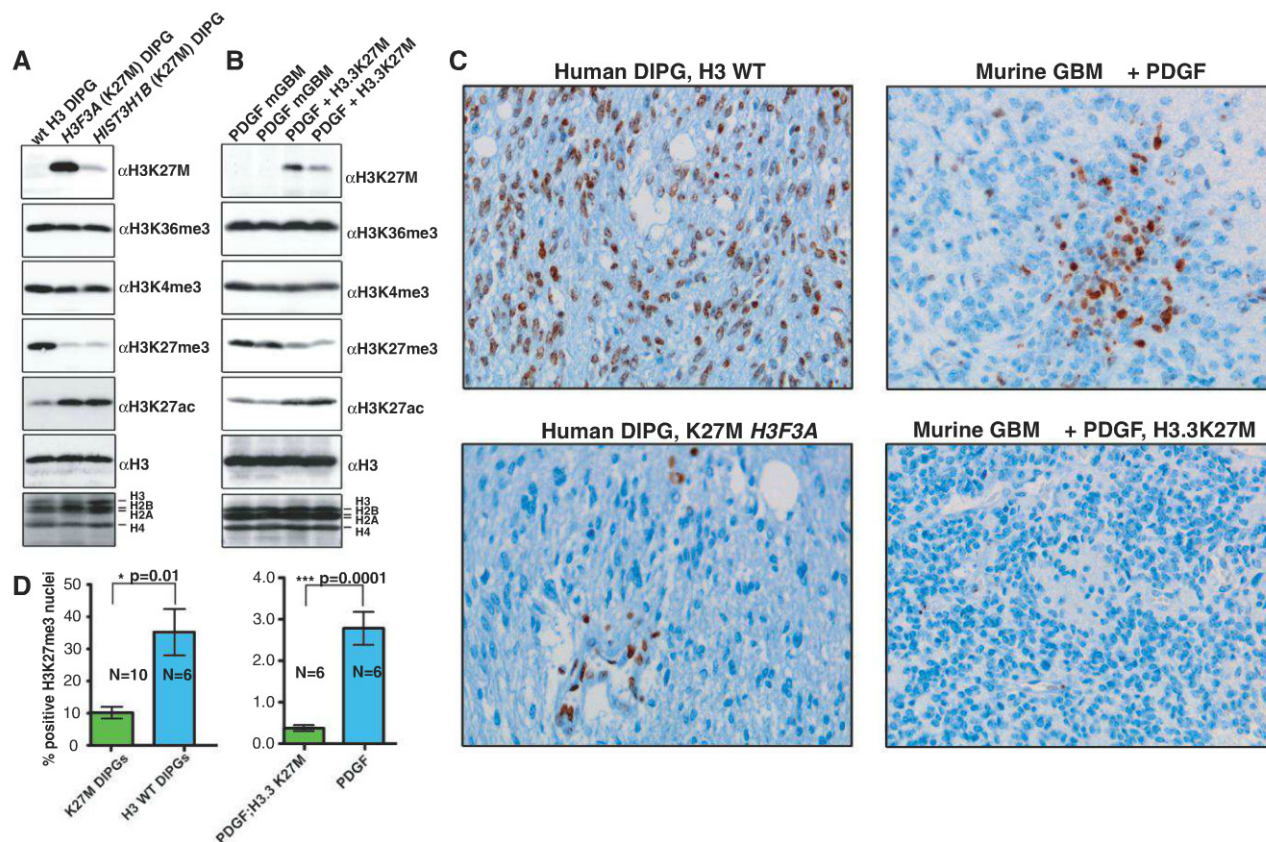 A
wt H3 DIPG
H3F3A (K27M) DIPG
HIST3H1B (K27M) DIPG
αH3K27M
αH3K36me3
αH3K4me3
αH3K27me3
αH3K27ac
αH3
H3
H2B
H2A
H4
B
PDGF mGBM
PDGF mGBM
PDGF + H3.3K27M
PDGF + H3.3K27M
αH3K27M
αH3K36me3
αH3K4me3
αH3K27me3
αH3K27ac
αH3
H3
H2B
H2A
H4
C
Human DIPG, H3 WT
Murine GBM + PDGF
Human DIPG, K27M H3F3A
Murine GBM + PDGF, H3.3K27M
D
% positive H3K27me3 nuclei
50
40
30
20
10
0
* p=0.01
N=10
N=6
K27M DIPGs
H3 WT DIPGs
4.0
3.0
2.0
1.0
0.0
*** p=0.0001
N=6
N=6
PDGF;H3.3 K27M
PDGF